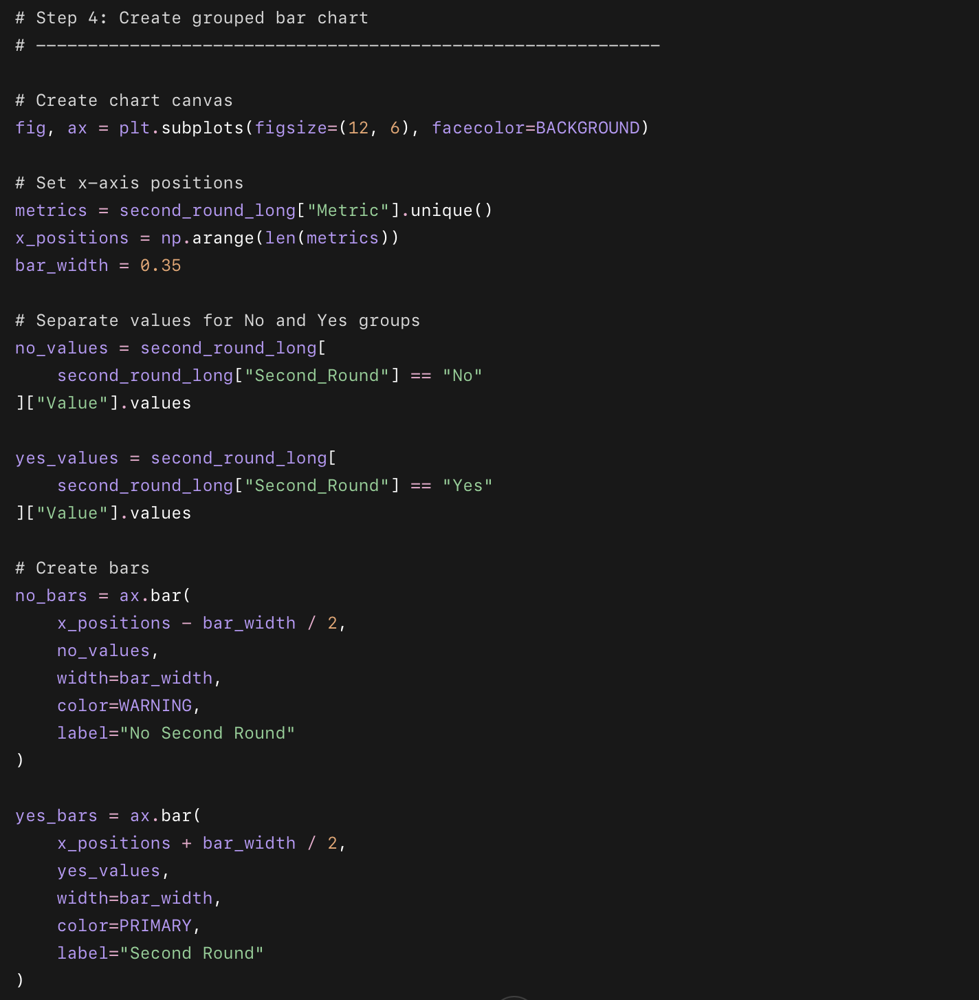 # Step 4: Create grouped bar chart
# ------------------------------------------------------------

# Create chart canvas
fig, ax = plt.subplots(figsize=(12, 6), facecolor=BACKGROUND)

# Set x-axis positions
metrics = second_round_long["Metric"].unique()
x_positions = np.arange(len(metrics))
bar_width = 0.35

# Separate values for No and Yes groups
no_values = second_round_long[
    second_round_long["Second_Round"] == "No"
]["Value"].values

yes_values = second_round_long[
    second_round_long["Second_Round"] == "Yes"
]["Value"].values

# Create bars
no_bars = ax.bar(
    x_positions - bar_width / 2,
    no_values,
    width=bar_width,
    color=WARNING,
    label="No Second Round"
)

yes_bars = ax.bar(
    x_positions + bar_width / 2,
    yes_values,
    width=bar_width,
    color=PRIMARY,
    label="Second Round"
)